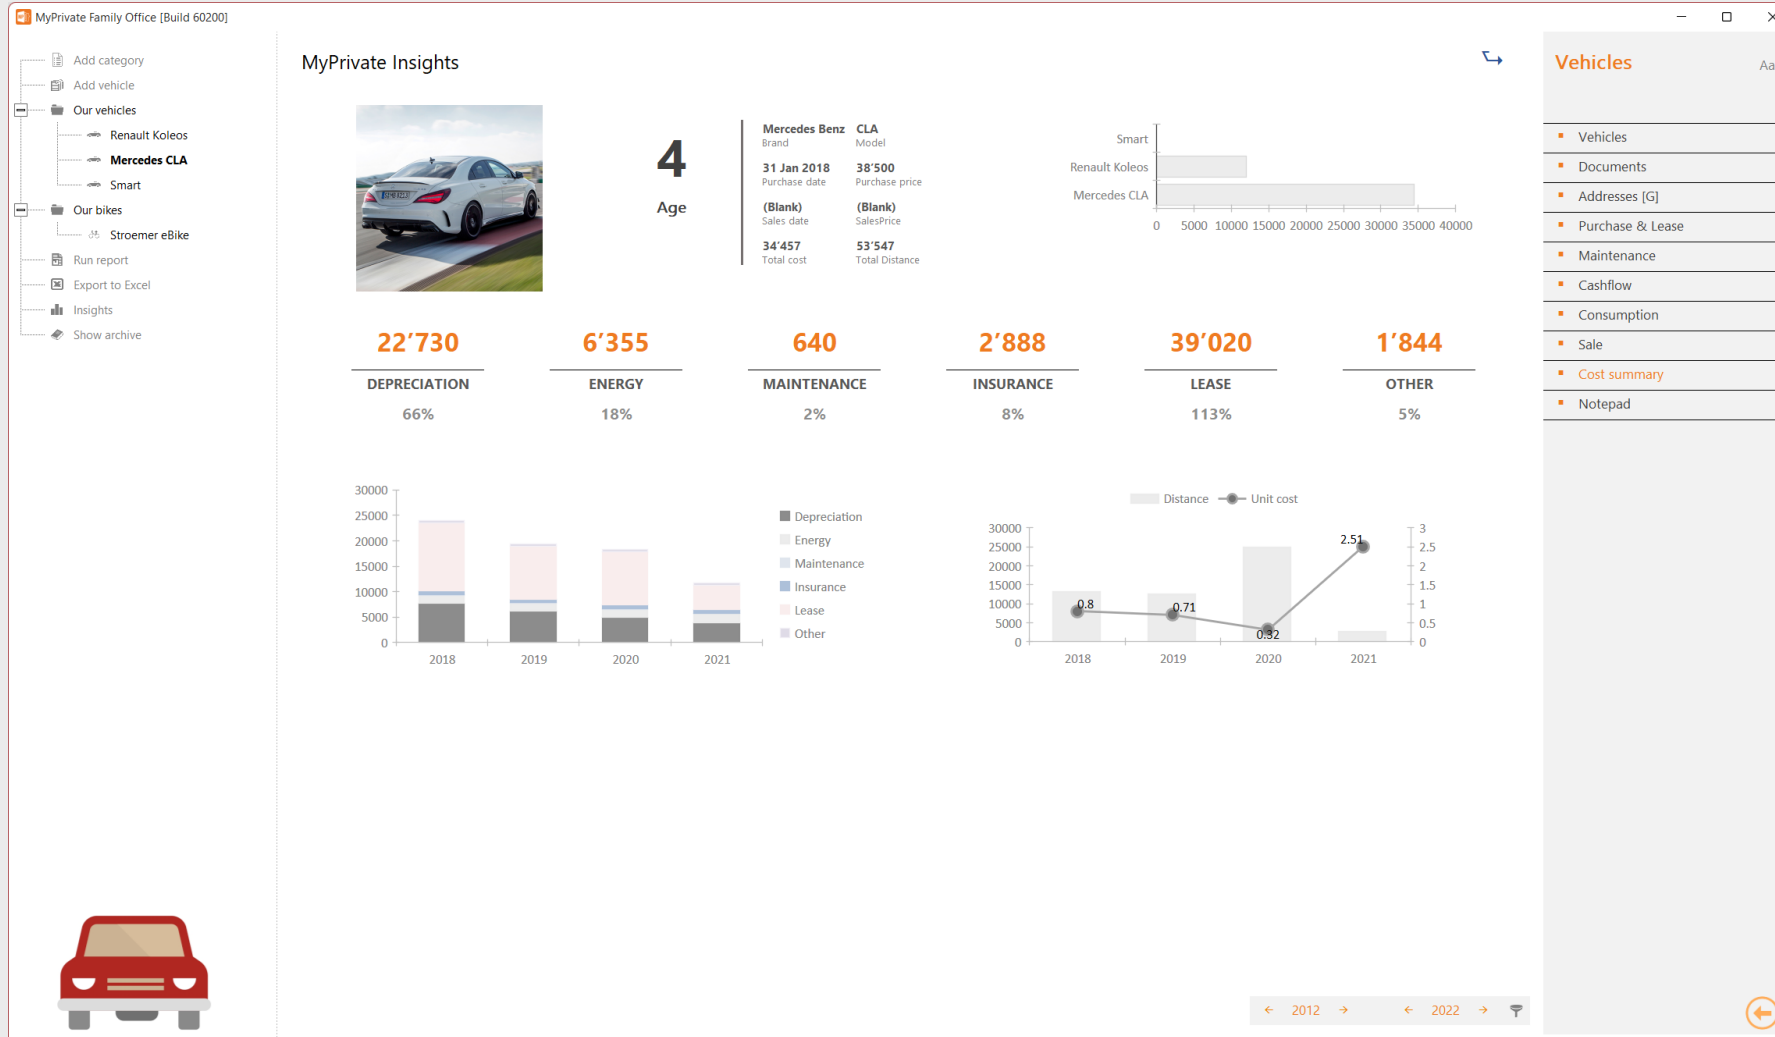 MyPrivate Family Office [Build 60200]
Add category
Add vehicle
Our vehicles
Renault Koleos
Mercedes CLA
Smart
Our bikes
Stroemer eBike
Run report
Export to Excel
Insights
Show archive
MyPrivate Insights
4
Age
Mercedes Benz CLA
Brand Model
31 Jan 2018 38’500
Purchase date Purchase price
(Blank) (Blank)
Sales date SalesPrice
34’457 53’547
Total cost Total Distance
Smart
Renault Koleos
Mercedes CLA
0 5000 10000 15000 20000 25000 30000 35000 40000
22’730 6’355 640 2’888 39’020 1’844
DEPRECIATION ENERGY MAINTENANCE INSURANCE LEASE OTHER
66% 18% 2% 8% 113% 5%
30000
25000
20000
15000
10000
5000
0
2018 2019 2020 2021
Depreciation
Energy
Maintenance
Insurance
Lease
Other
Distance Unit cost
30000
25000
20000
15000
10000
5000
0
0.8 0.71 0.32 2.51
3
2.5
2
1.5
1
0.5
0
2018 2019 2020 2021
2012 2022
Vehicles Aa
Vehicles
Documents
Addresses [G]
Purchase & Lease
Maintenance
Cashflow
Consumption
Sale
Cost summary
Notepad